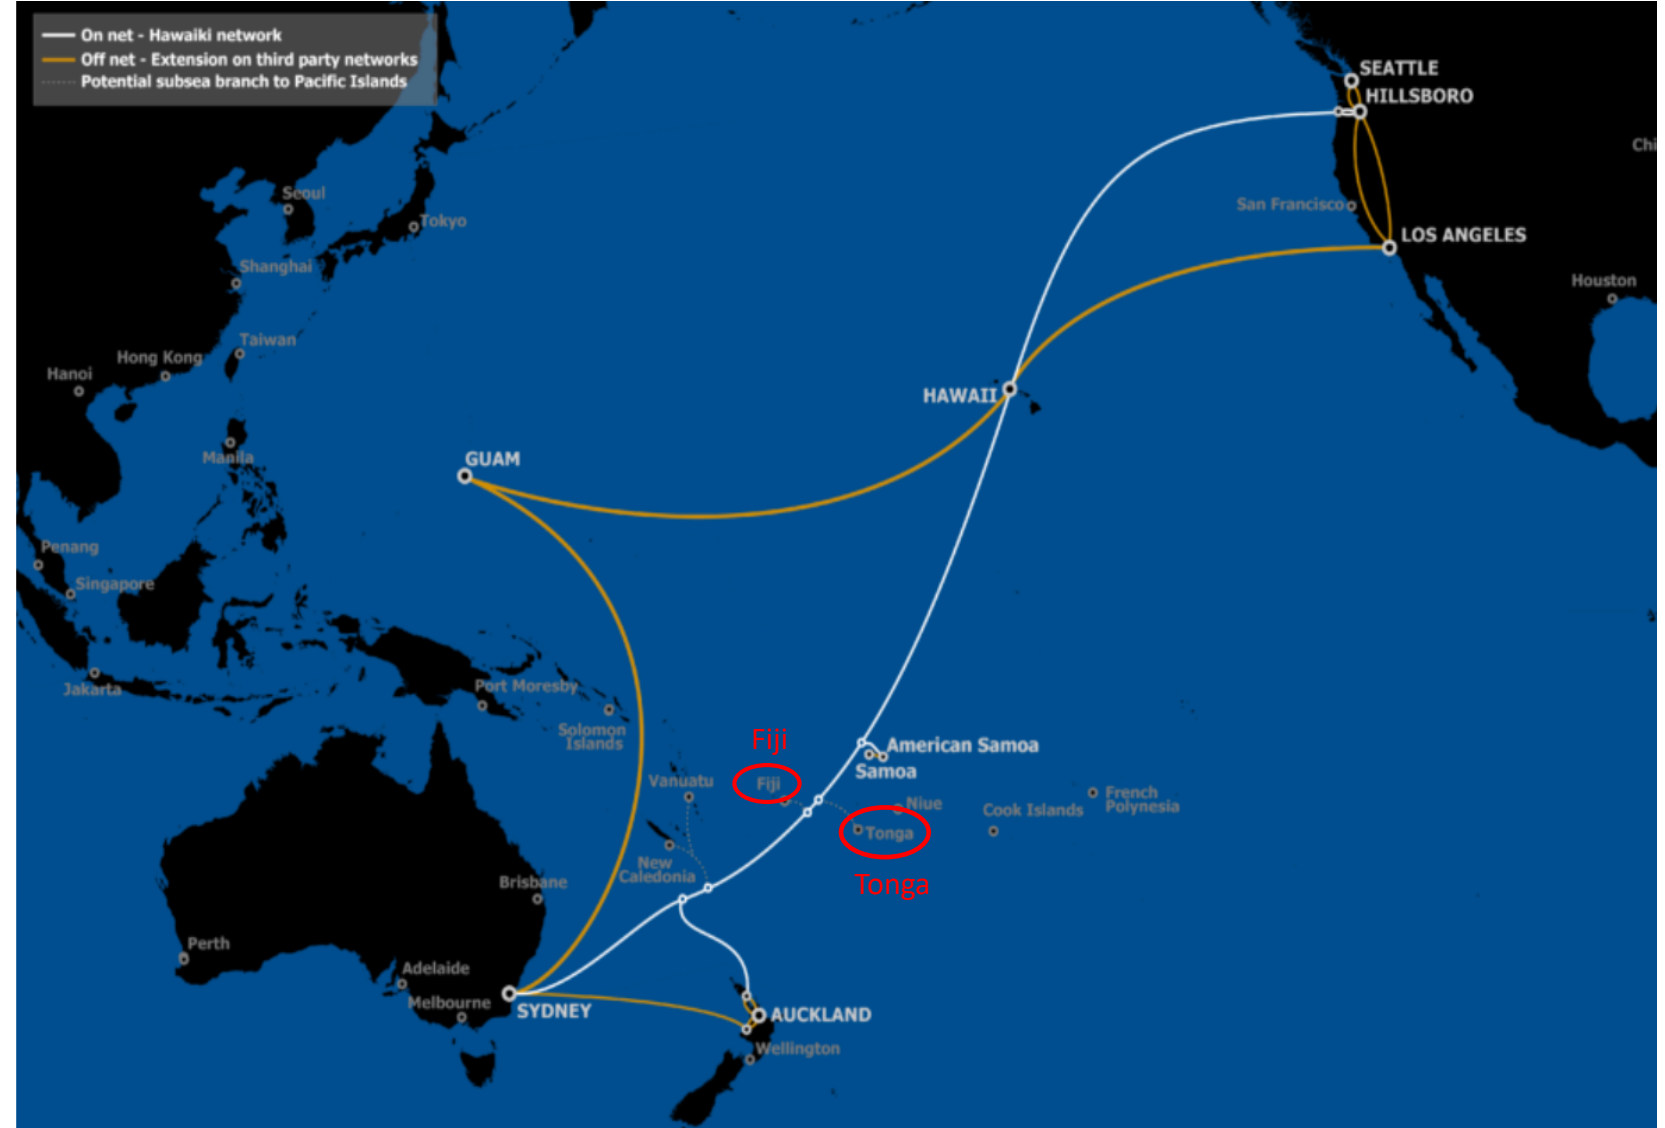 On net - Hawaiki network
Off net - Extension on third party networks
Potential subsea branch to Pacific Islands
SEATTLE
HILLSBORO
Chi
Seoul
San Francisco
Tokyo
LOS ANGELES
Shanghai
Houston
Taiwan
Hong Kong
Hanoi
HAWAII
Manila
GUAM
Penang
Singapore
Jakarta
Port Moresby
Solomon
Islands
Fiji
American Samoa
Samoa
Vanuatu
Fiji
Niue
Cook Islands
French
Polynesia
Tonga
New
Caledonia
Tonga
Brisbane
Perth
Adelaide
Melbourne
SYDNEY
AUCKLAND
Wellington